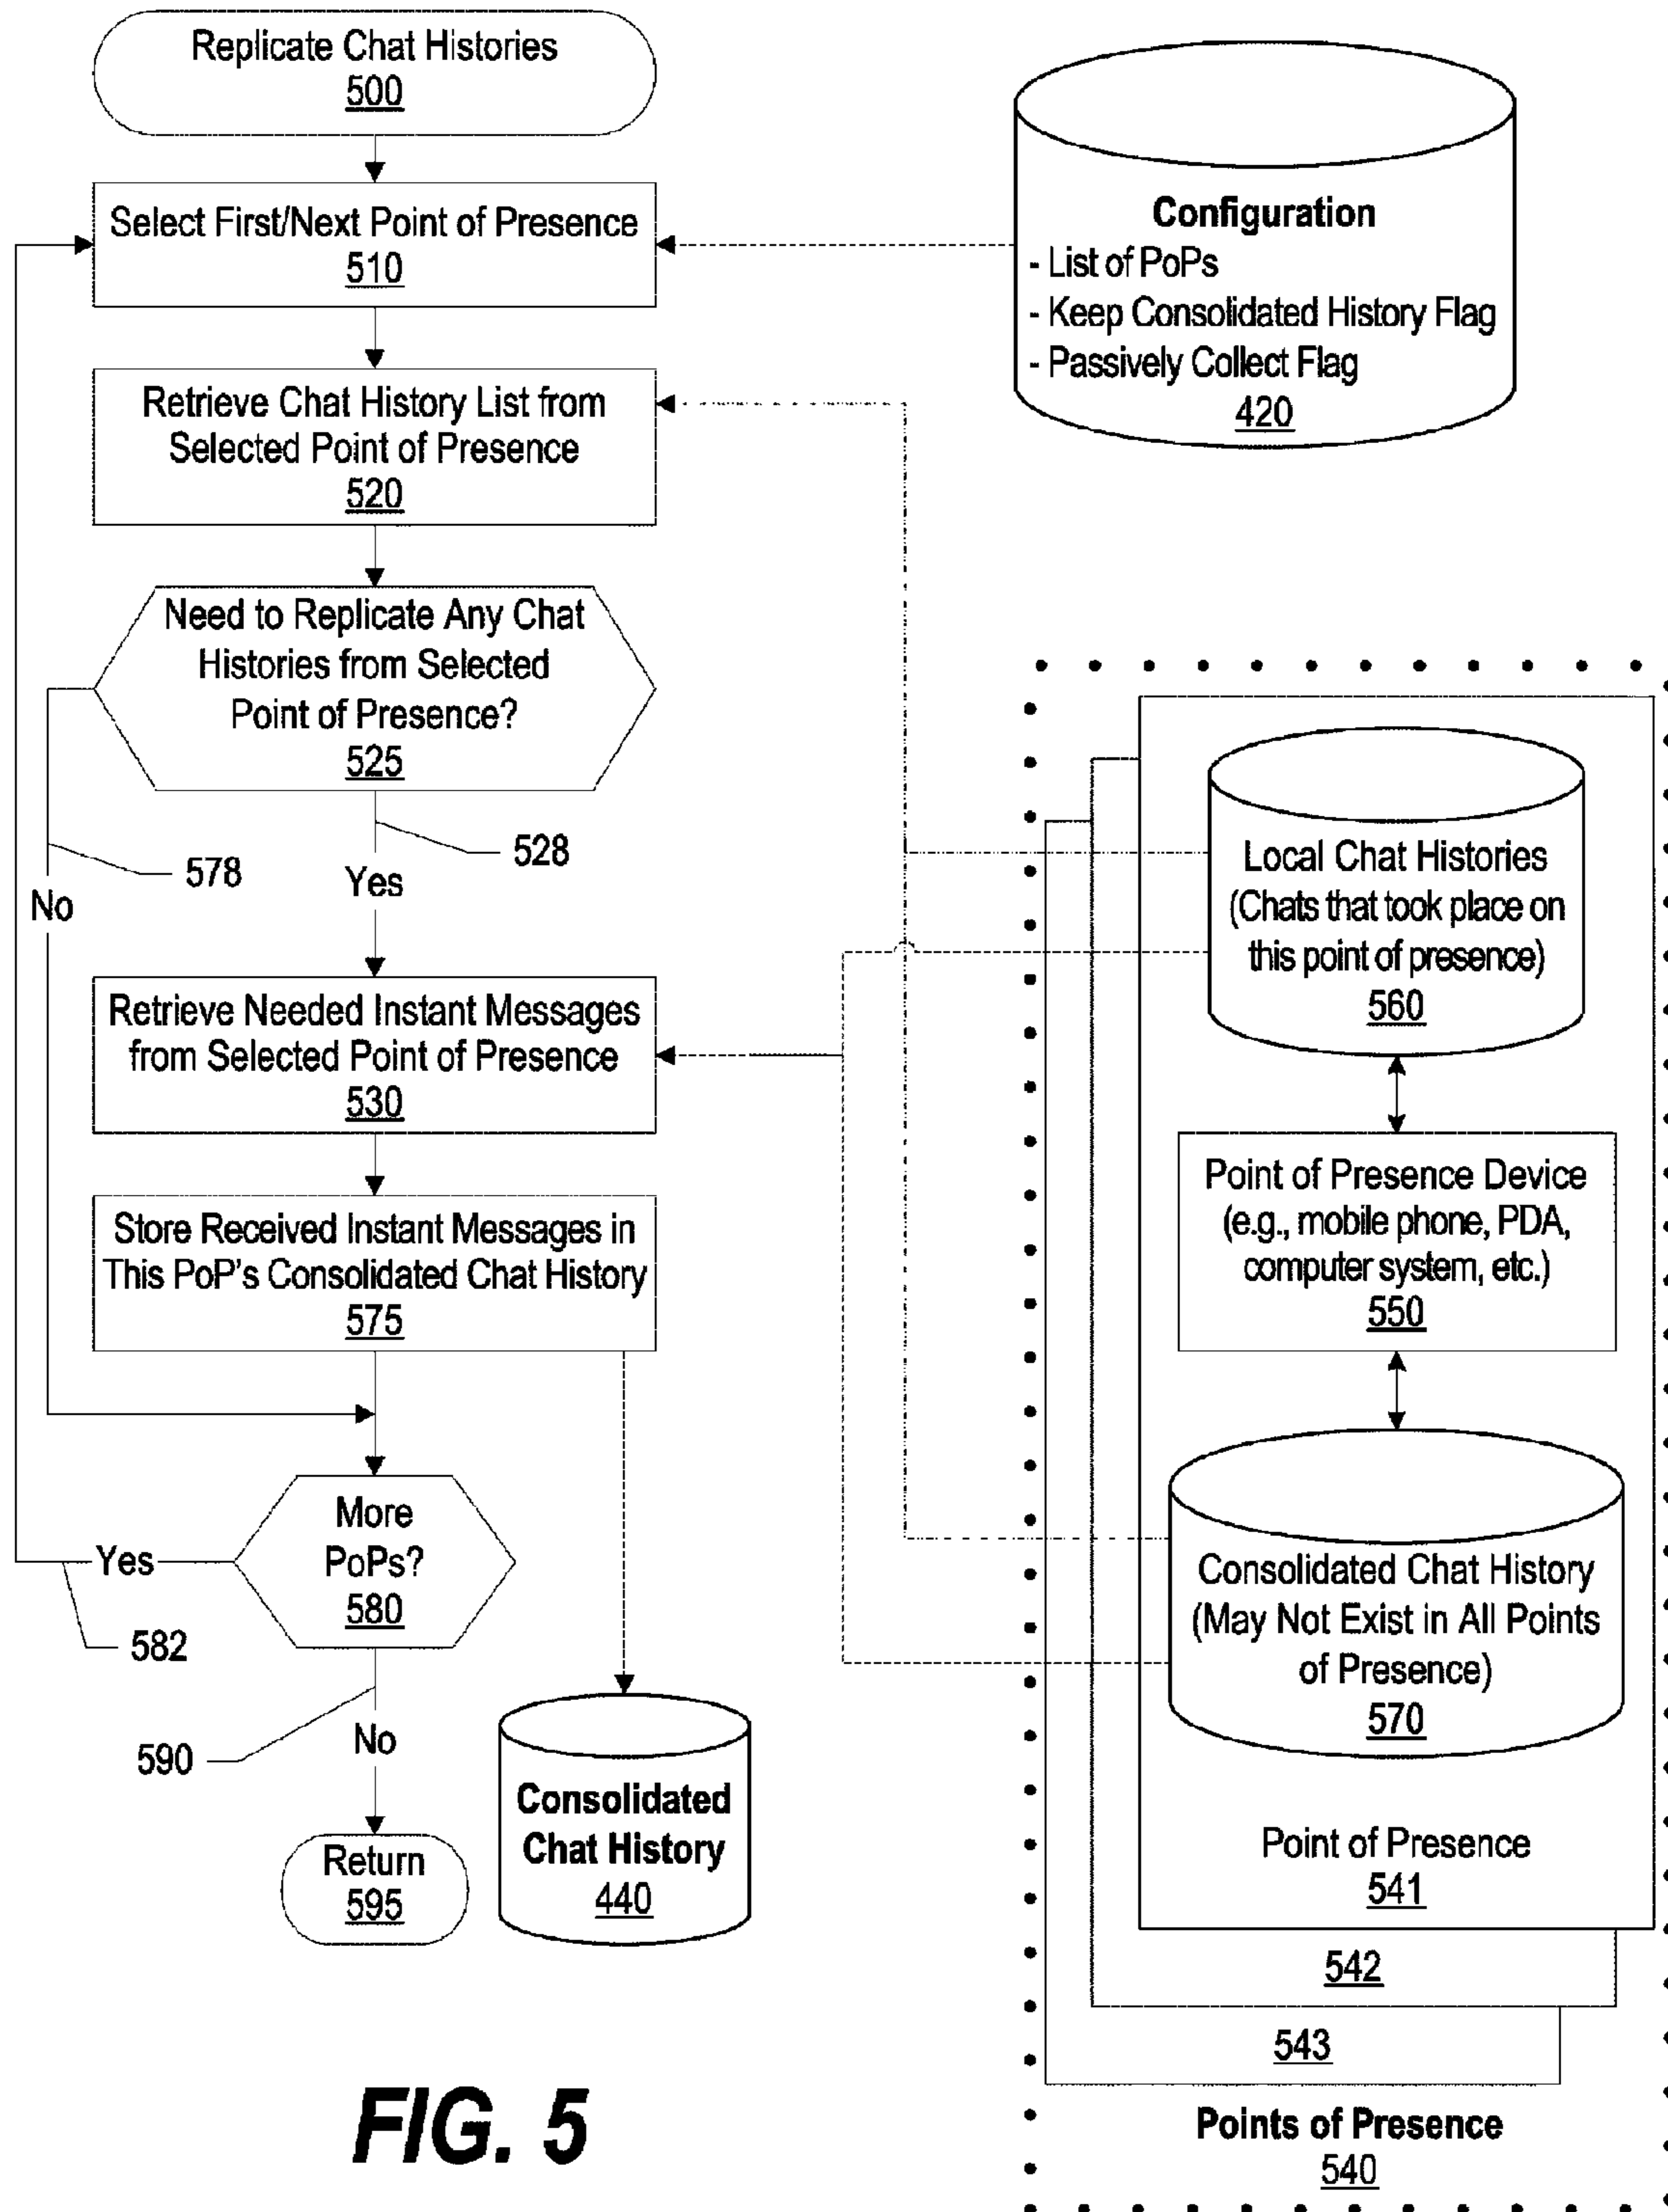 Replicate Chat Histories
500
Select First/Next Point of Presence
510
Retrieve Chat History List from
Selected Point of Presence
520
Need to Replicate Any Chat
Histories from Selected
Point of Presence?
525
528
578
Yes
No
Retrieve Needed Instant Messages
from Selected Point of Presence
530
Store Received Instant Messages in
This PoP's Consolidated Chat History
575
More
PoPs?
580
Yes
582
590
No
Return
595
Consolidated
Chat History
440
Configuration
- List of PoPs
- Keep Consolidated History Flag
- Passively Collect Flag
420
Local Chat Histories
(Chats that took place on
this point of presence)
560
Point of Presence Device
(e.g., mobile phone, PDA,
computer system, etc.)
550
Consolidated Chat History
(May Not Exist in All Points
of Presence)
570
Point of Presence
541
542
543
Points of Presence
540
FIG. 5